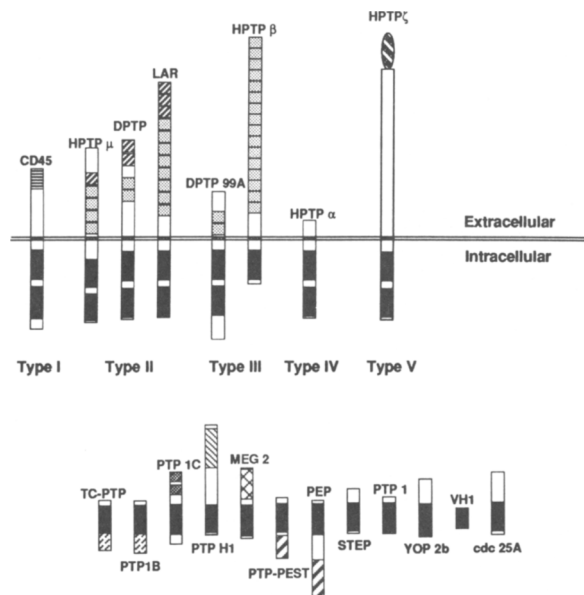 HPTPζ
HPTP β
LAR
DPTP
HPTP μ
CD45
DPTP 99A
HPTP α
Extracellular
Intracellular
Type I
Type II
Type III
Type IV
Type V
PTP 1C
MEG 2
TC-PTP
PEP
PTP 1
VH1
PTP1B
PTP H1
PTP-PEST
STEP
YOP 2b
cdc 25A